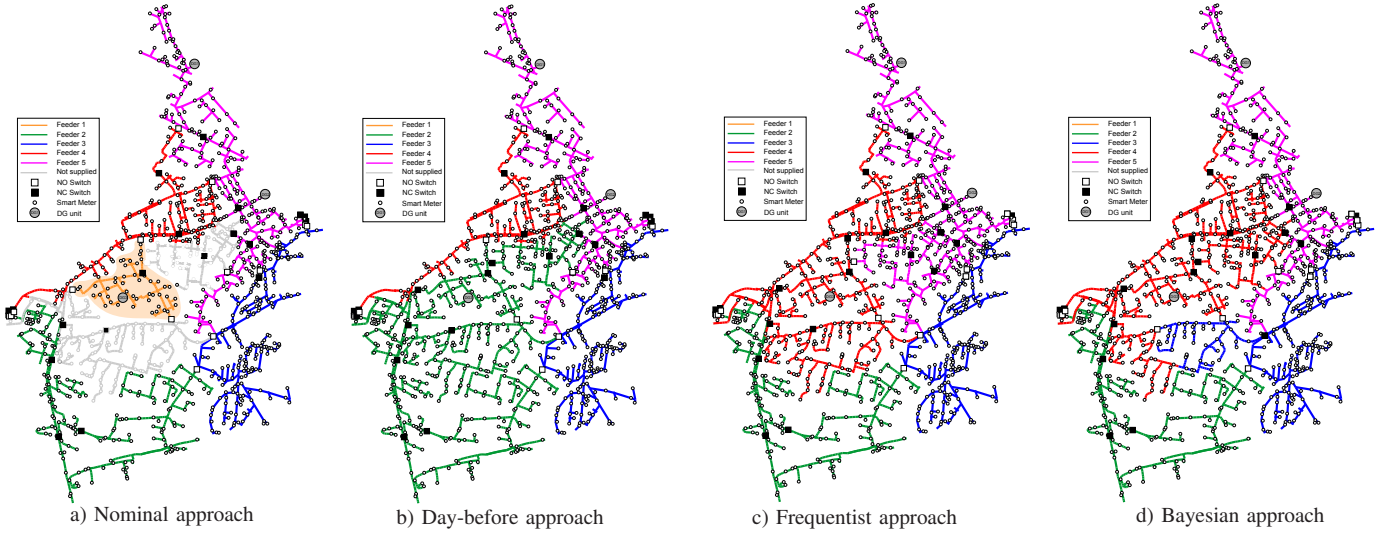 Feeder 1
Feeder 2
Feeder 3
Feeder 4
Feeder 5
Not supplied
NO Switch
NC Switch
Smart Meter
DG unit
Feeder 1
Feeder 2
Feeder 3
Feeder 4
Feeder 5
Not supplied
NO Switch
NC Switch
Smart Meter
DG unit
Feeder 1
Feeder 2
Feeder 3
Feeder 4
Feeder 5
Not supplied
NO Switch
NC Switch
Smart Meter
DG unit
Feeder 1
Feeder 2
Feeder 3
Feeder 4
Feeder 5
Not supplied
NO Switch
NC Switch
Smart Meter
DG unit
a) Nominal approach
b) Day-before approach
c) Frequentist approach
d) Bayesian approach